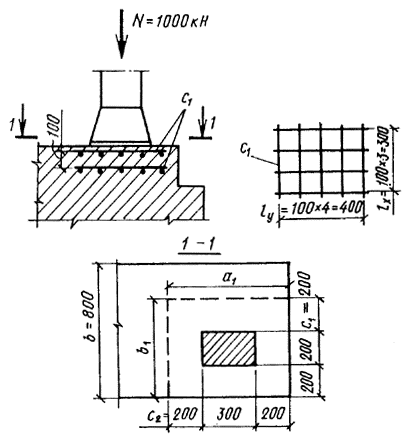 N = 1000 кН
C₁
1
1
100
C₁
lу = 100×4 = 400
lx = 100×3 = 300
1 – 1
a₁
b = 800
b₁
C₁ = 200
200
200
C₂ = 200
300
200